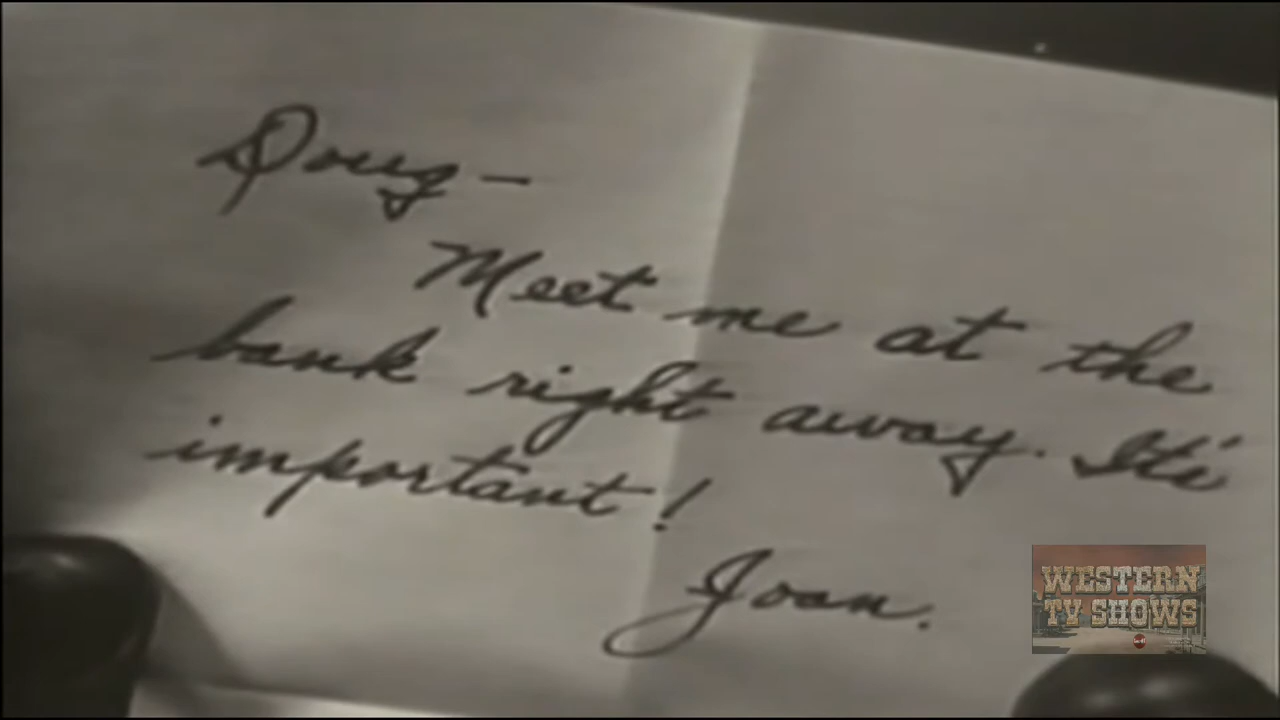 Doug-
Meet me at the
bank right away. It's
important!
Joan.
WESTERN
TV SHOWS